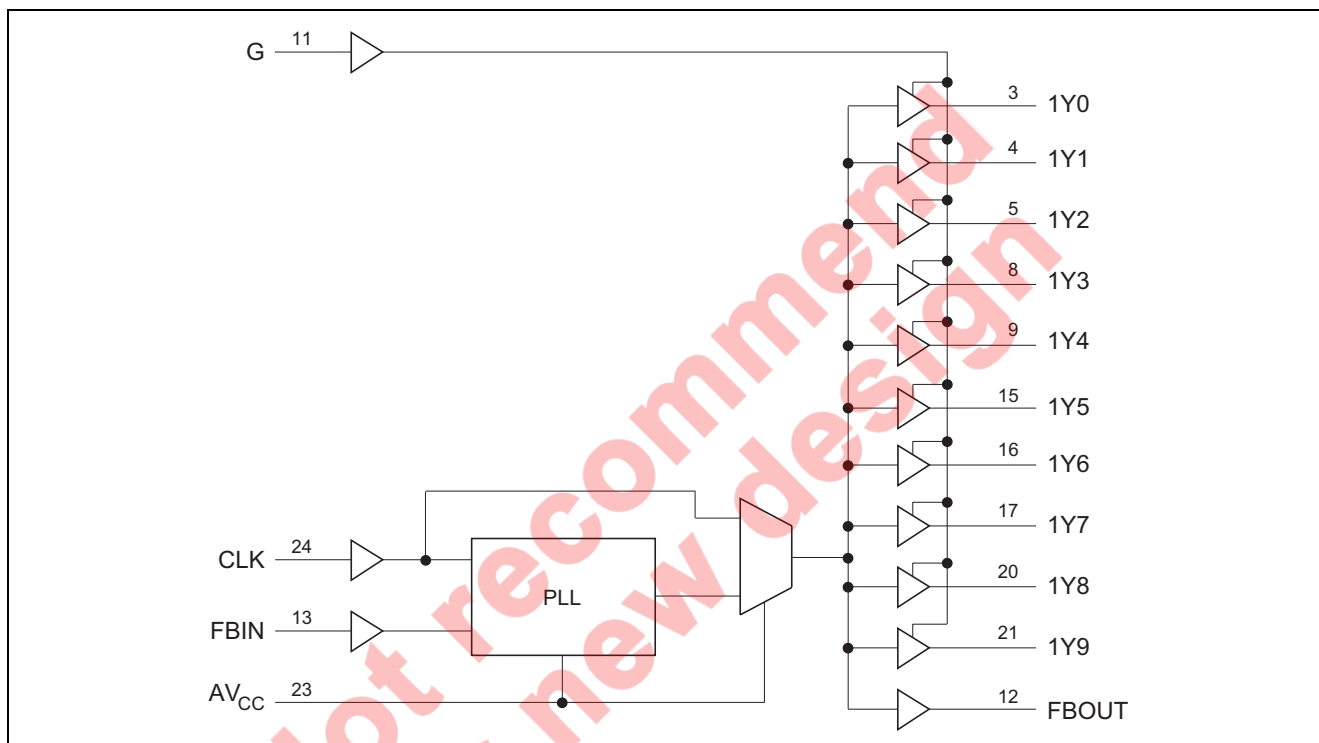 G 11
3 1Y0
4 1Y1
5 1Y2
8 1Y3
9 1Y4
15 1Y5
16 1Y6
17 1Y7
CLK 24
PLL
20 1Y8
FBIN 13
21 1Y9
AVCC 23
12 FBOUT
ot recommend
new design